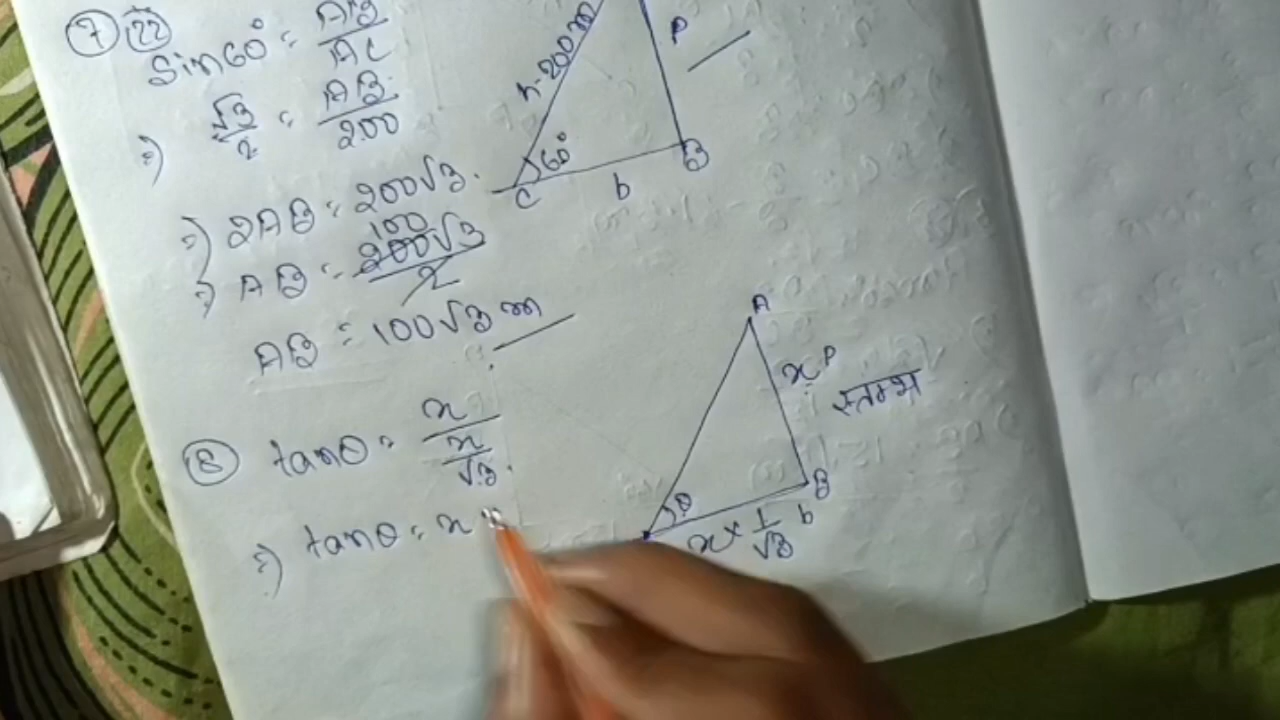 ⑦ ㉒
Sin60° = AB/AC
h-200m
P
⇒ √3/2 = AB/200
60°
C
b
B
⇒ 2AB = 200√3.
100
⇒ AB = 200√3/2
AB = 100√3 m
A
x P
स्तम्भ
⑧ tanθ = x/(x/√3).
θ
B
x × 1/√3 b
⇒ tanθ = x